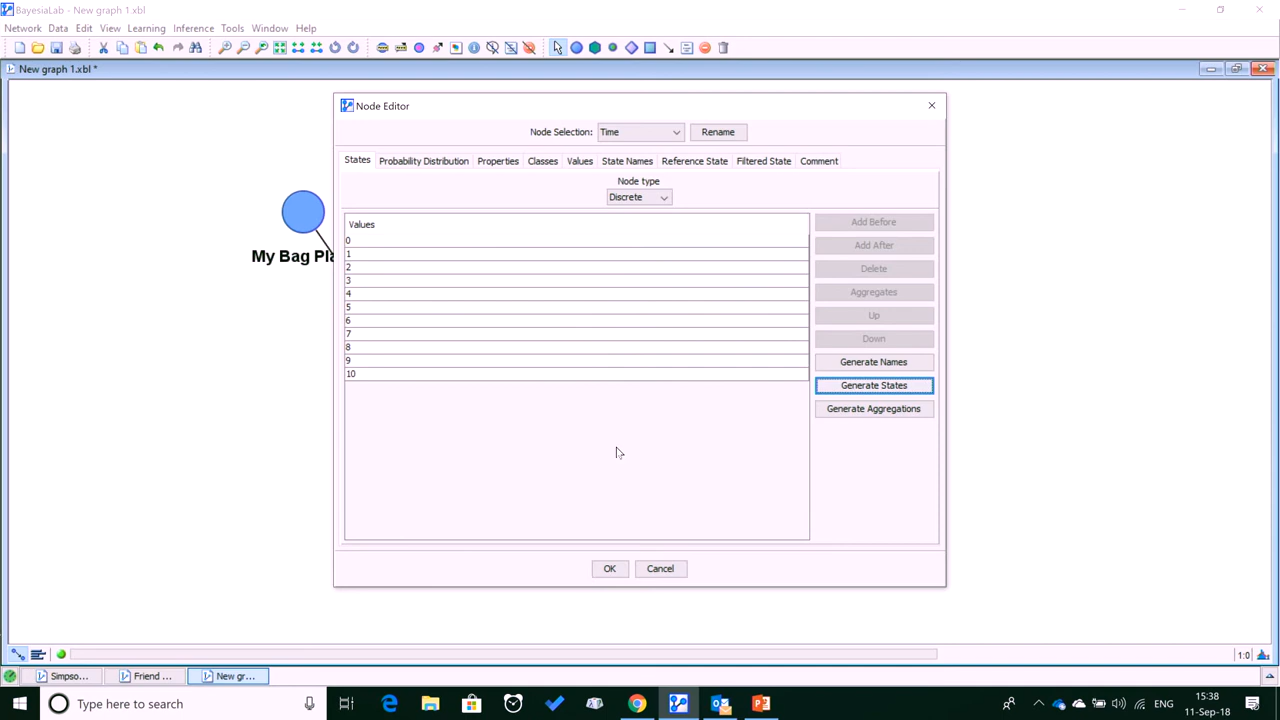 BayesiaLab - New graph 1.xbl
Network Data Edit View Learning Inference Tools Window Help
New graph 1.xbl *
Node Editor
Node Selection: Time Rename
States Probability Distribution Properties Classes Values State Names Reference State Filtered State Comment
Node type
Discrete
Values
0
1
2
3
4
5
6
7
8
9
10
Add Before
Add After
Delete
Aggregates
Up
Down
Generate Names
Generate States
Generate Aggregations
My Bag Pla
OK Cancel
1:0
Simpso... Friend ... New gr...
Type here to search
ENG
15:38
11-Sep-18